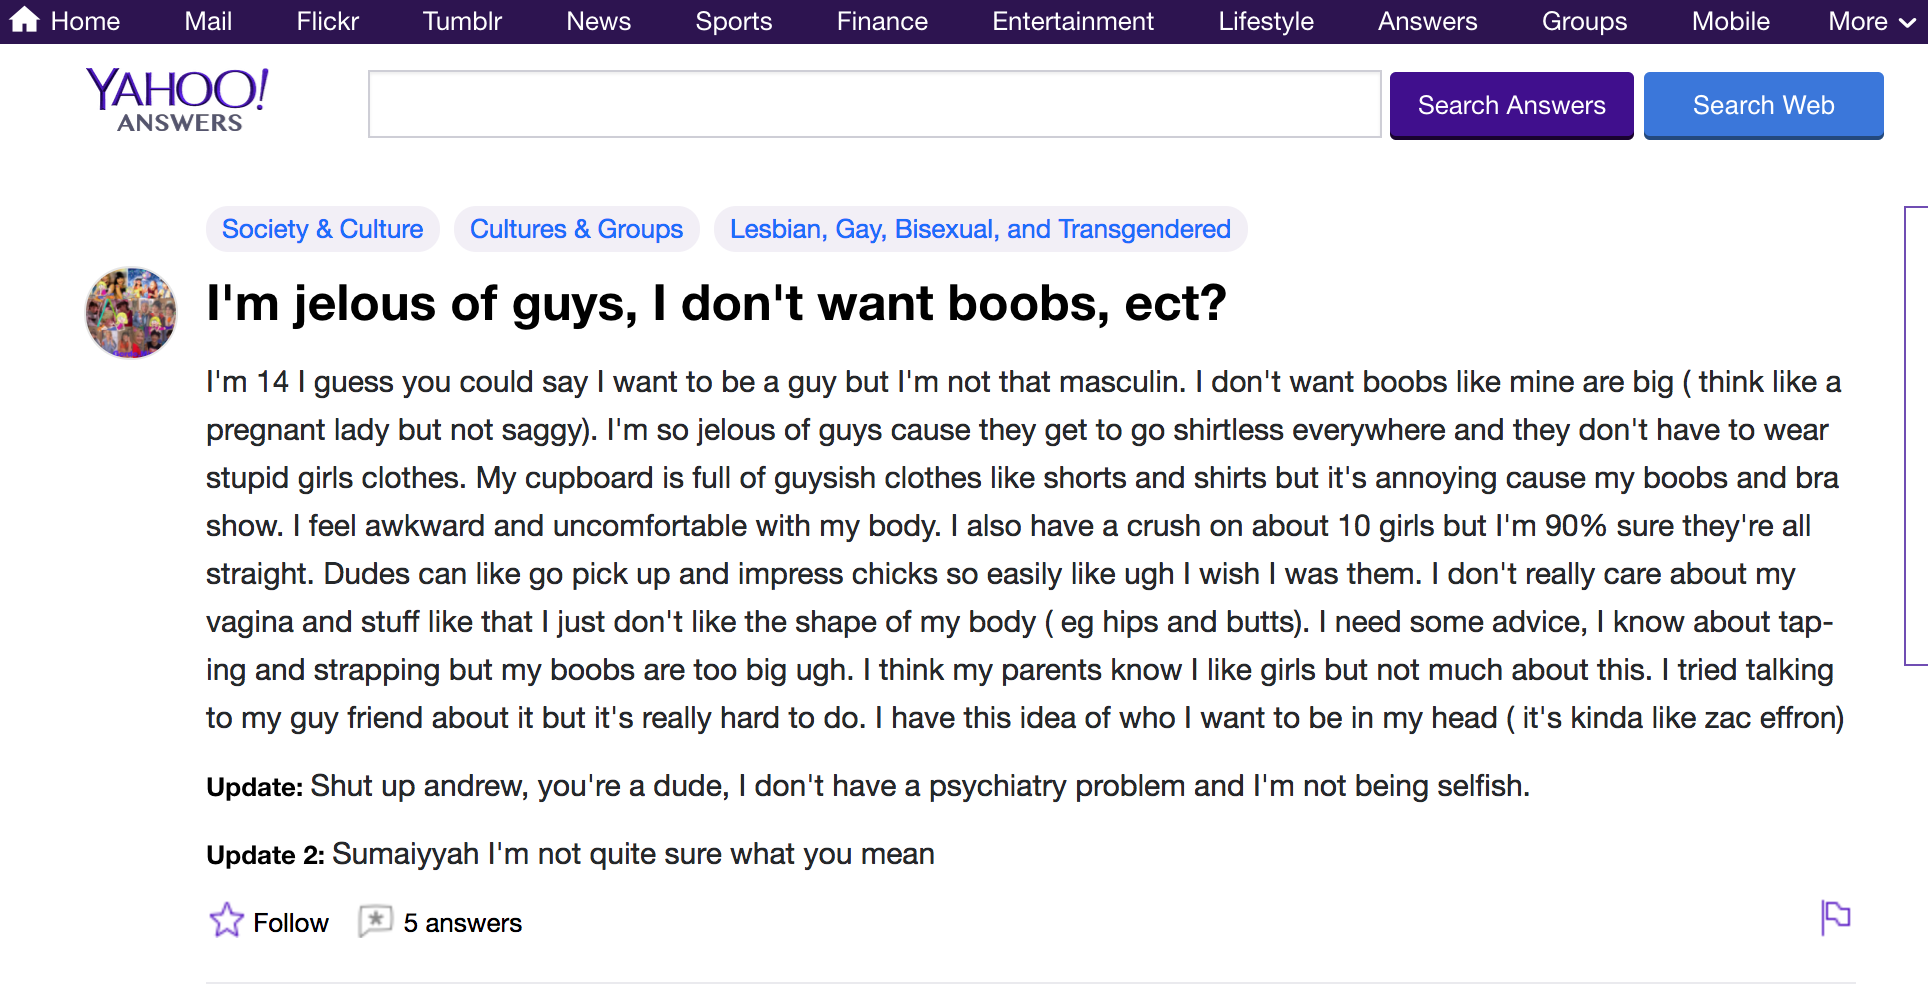 Home Mail Flickr Tumblr News Sports Finance Entertainment Lifestyle Answers Groups Mobile More
YAHOO!
ANSWERS
Search Answers Search Web
Society & Culture Cultures & Groups Lesbian, Gay, Bisexual, and Transgendered
I'm jelous of guys, I don't want boobs, ect?
I'm 14 I guess you could say I want to be a guy but I'm not that masculin. I don't want boobs like mine are big ( think like a
pregnant lady but not saggy). I'm so jelous of guys cause they get to go shirtless everywhere and they don't have to wear
stupid girls clothes. My cupboard is full of guysish clothes like shorts and shirts but it's annoying cause my boobs and bra
show. I feel awkward and uncomfortable with my body. I also have a crush on about 10 girls but I'm 90% sure they're all
straight. Dudes can like go pick up and impress chicks so easily like ugh I wish I was them. I don't really care about my
vagina and stuff like that I just don't like the shape of my body ( eg hips and butts). I need some advice, I know about tap-
ing and strapping but my boobs are too big ugh. I think my parents know I like girls but not much about this. I tried talking
to my guy friend about it but it's really hard to do. I have this idea of who I want to be in my head ( it's kinda like zac effron)
Update: Shut up andrew, you're a dude, I don't have a psychiatry problem and I'm not being selfish.
Update 2: Sumaiyyah I'm not quite sure what you mean
Follow 5 answers